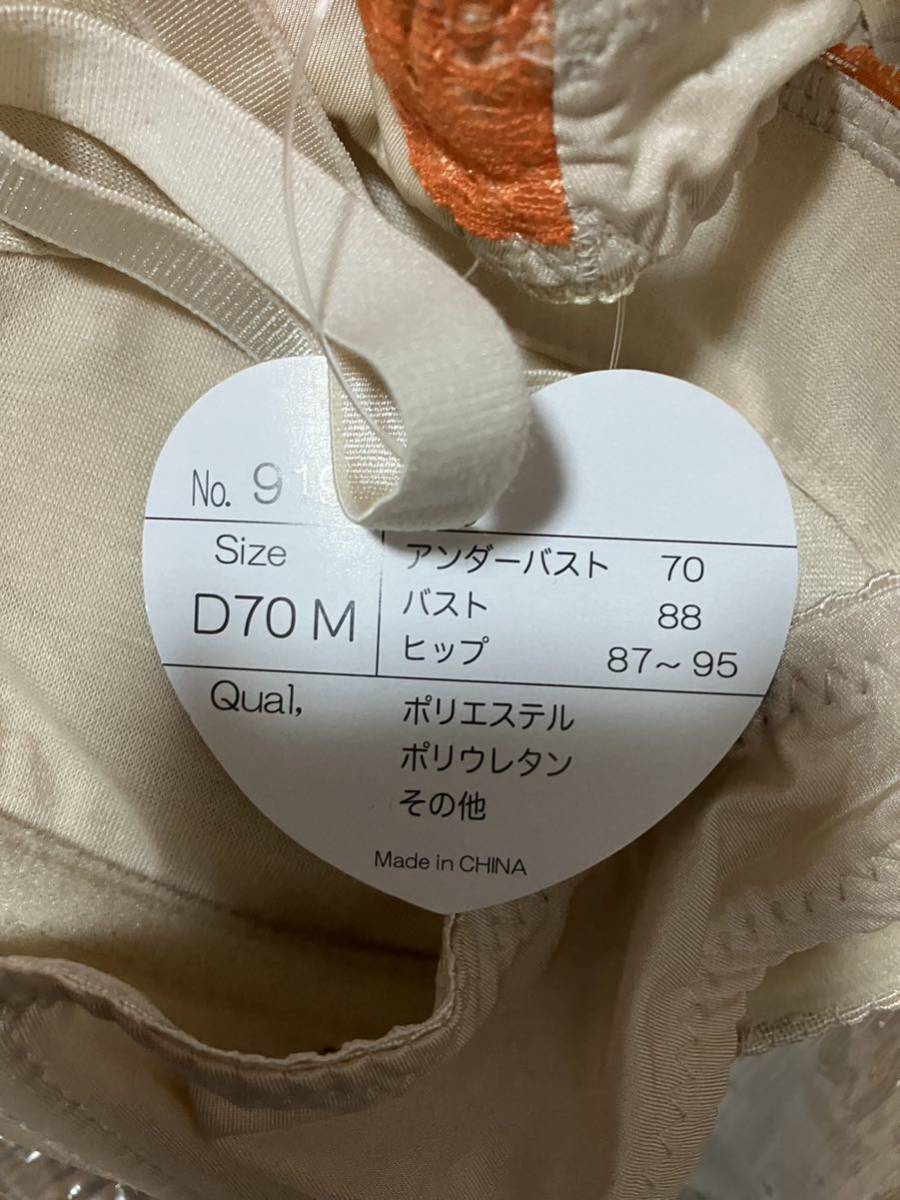 No. 9
Size
D70 M
アンダーバスト 70
バスト 88
ヒップ 87~95
Qual,
ポリエステル
ポリウレタン
その他
Made in CHINA